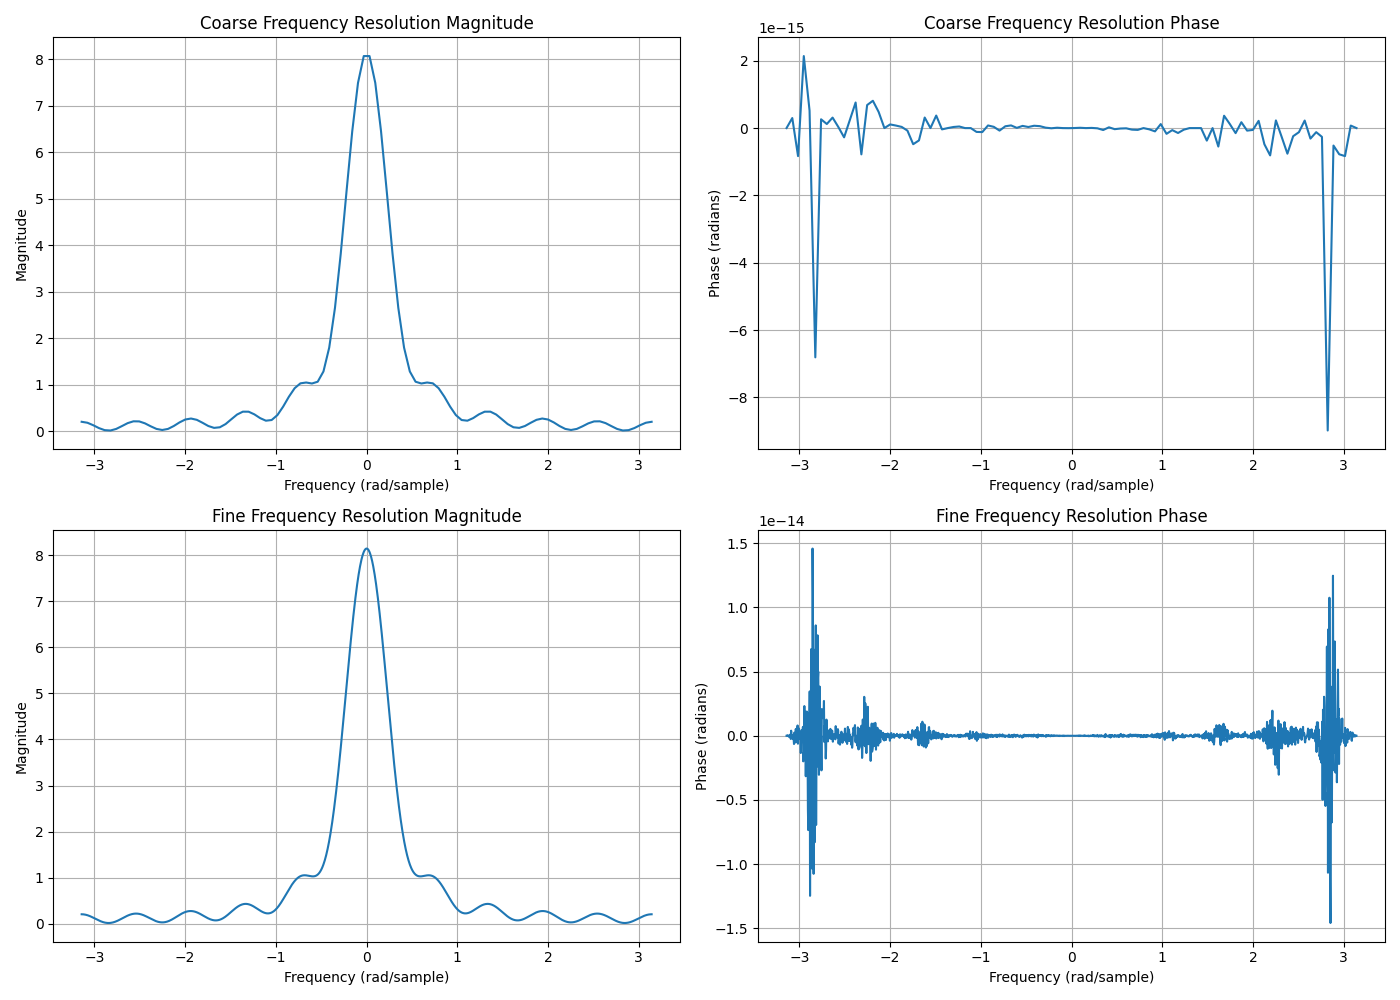 Coarse Frequency Resolution Magnitude
8
7
6
5
4
3
2
1
0
Magnitude
−3 −2 −1 0 1 2 3
Frequency (rad/sample)
Coarse Frequency Resolution Phase
1e−15
2
0
−2
−4
−6
−8
Phase (radians)
−3 −2 −1 0 1 2 3
Frequency (rad/sample)
Fine Frequency Resolution Magnitude
8
7
6
5
4
3
2
1
0
Magnitude
−3 −2 −1 0 1 2 3
Frequency (rad/sample)
Fine Frequency Resolution Phase
1e−14
1.5
1.0
0.5
0.0
−0.5
−1.0
−1.5
Phase (radians)
−3 −2 −1 0 1 2 3
Frequency (rad/sample)